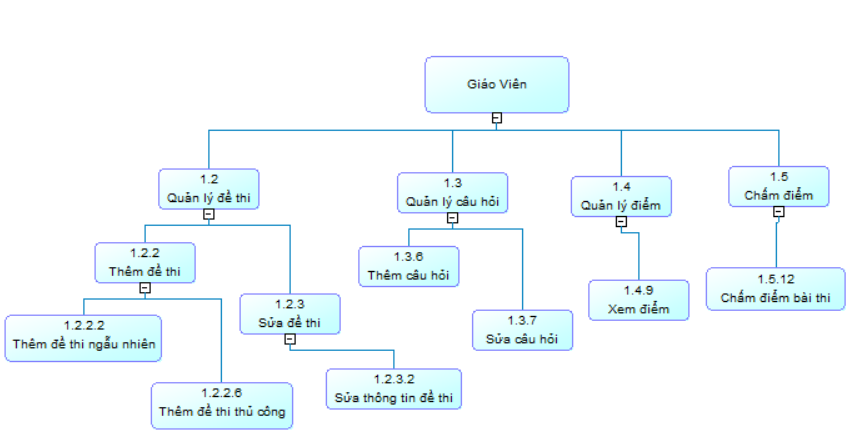 Giáo Viên
1.2
Quản lý đề thi
1.3
Quản lý câu hỏi
1.4
Quản lý điểm
1.5
Chấm điểm
1.2.2
Thêm đề thi
1.3.6
Thêm câu hỏi
1.2.3
Sửa đề thi
1.4.9
Xem điểm
1.5.12
Chấm điểm bài thi
1.2.2.2
Thêm đề thi ngẫu nhiên
1.3.7
Sửa câu hỏi
1.2.2.6
Thêm đề thi thủ công
1.2.3.2
Sửa thông tin đề thi